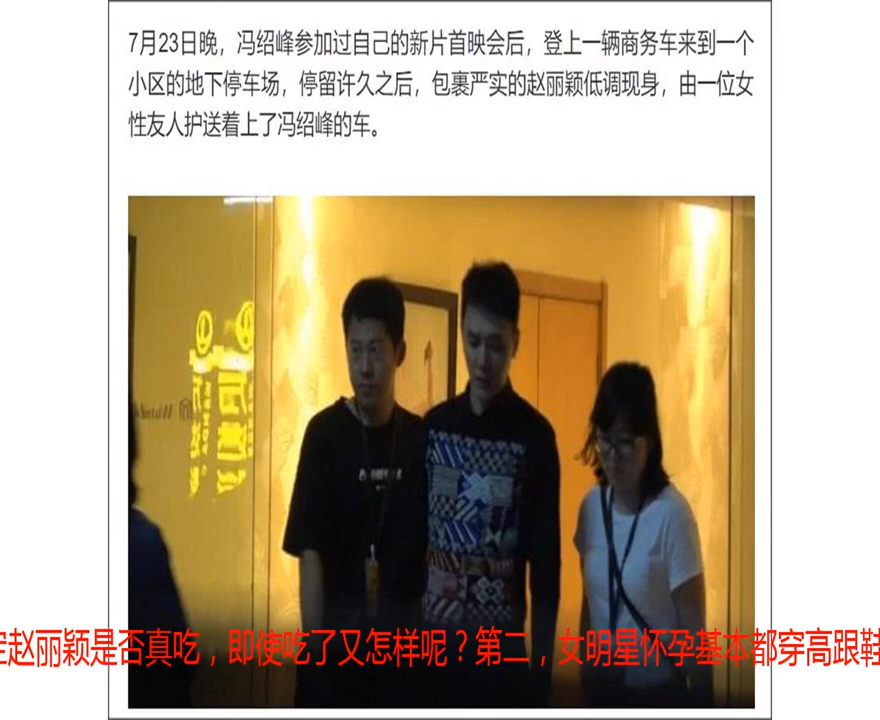 7月23日晚，冯绍峰参加过自己的新片首映会后，登上一辆商务车来到一个
小区的地下停车场，停留许久之后，包裹严实的赵丽颖低调现身，由一位女
性友人护送着上了冯绍峰的车。
赵丽颖是否真吃，即使吃了又怎样呢？第二，女明星怀孕基本都穿高跟鞋